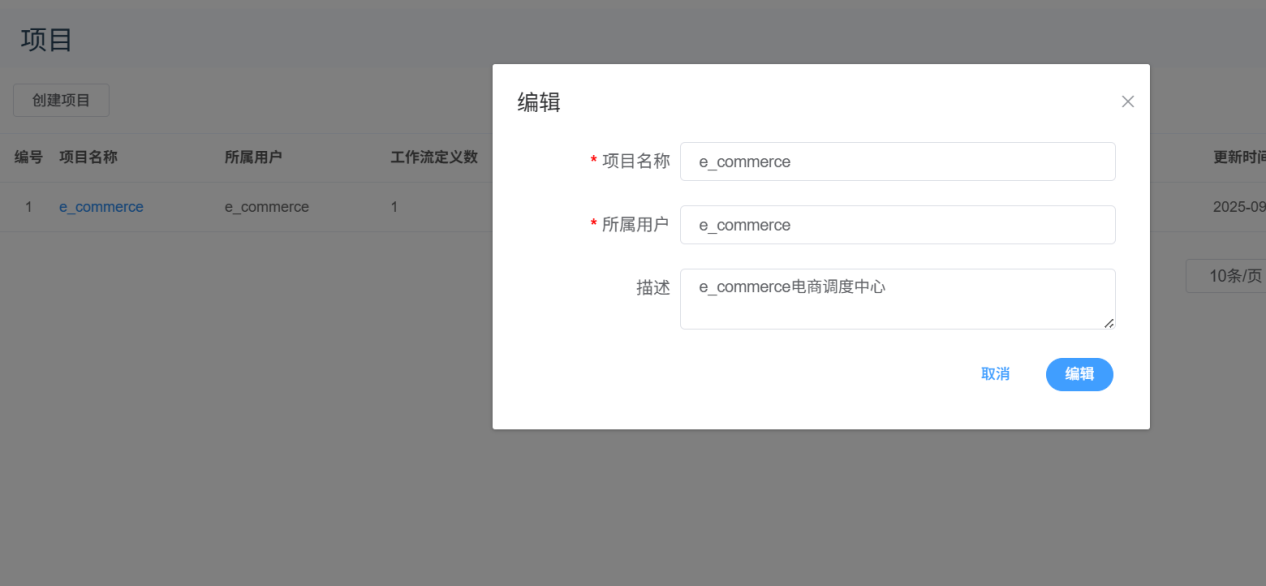 项目
创建项目
编号 项目名称 所属用户 工作流定义数 更新时间
1 e_commerce e_commerce 1 2025-09
10条/页
编辑
* 项目名称 e_commerce
* 所属用户 e_commerce
描述 e_commerce电商调度中心
取消 编辑